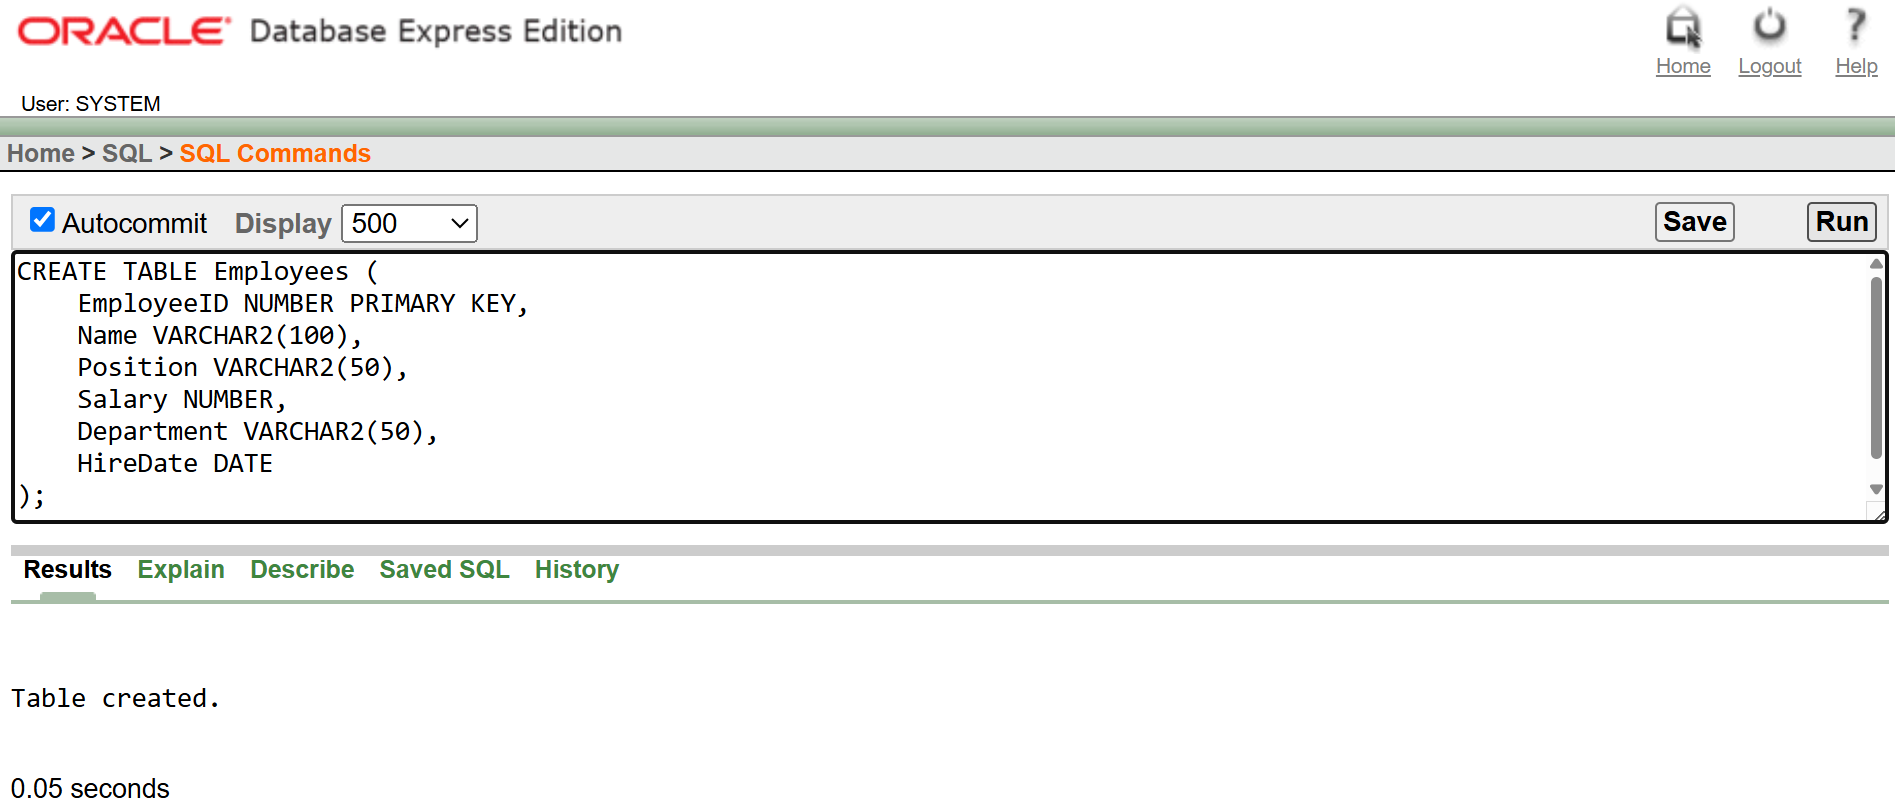 ORACLE Database Express Edition
Home Logout Help
User: SYSTEM
Home > SQL > SQL Commands
Autocommit Display 500 Save Run
CREATE TABLE Employees (
    EmployeeID NUMBER PRIMARY KEY,
    Name VARCHAR2(100),
    Position VARCHAR2(50),
    Salary NUMBER,
    Department VARCHAR2(50),
    HireDate DATE
);
Results Explain Describe Saved SQL History
Table created.
0.05 seconds